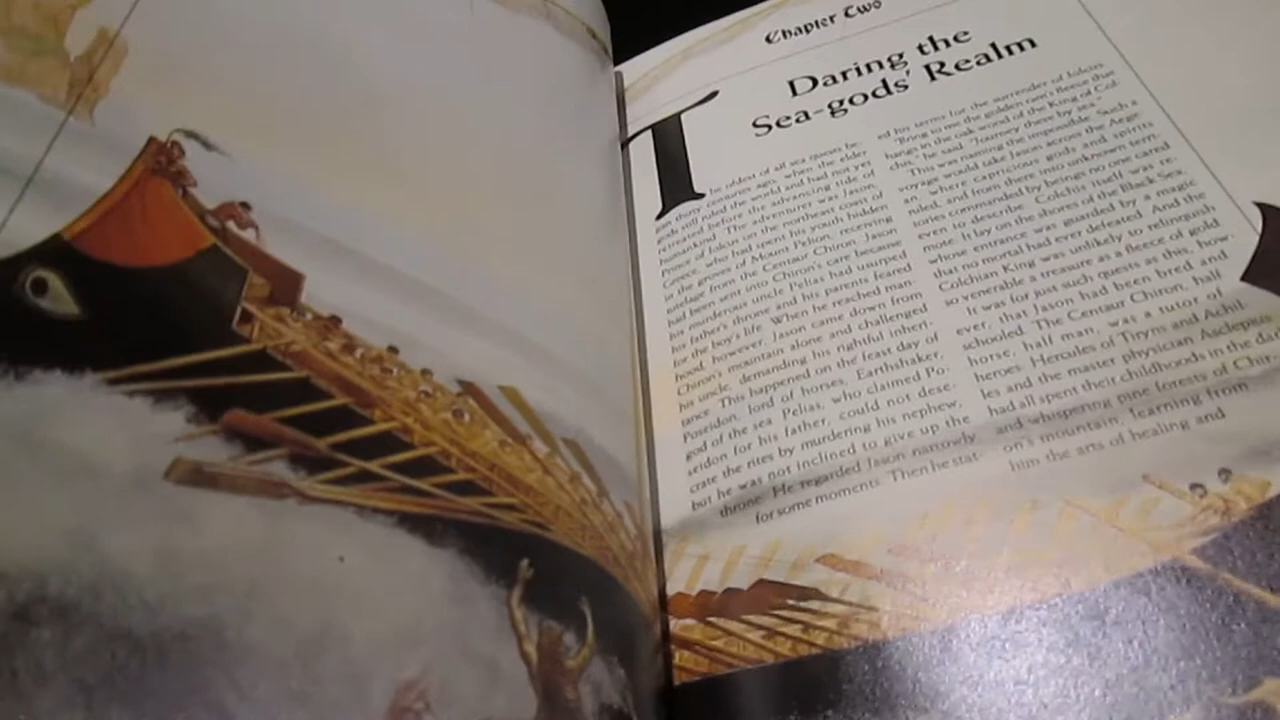 Chapter Two
Daring the
Sea-gods' Realm
The oldest of all sea quests be-
gan thirty centuries ago, when the elder
gods still ruled the world and had not yet
retreated before the advancing tide of
humankind. The adventurer was Jason,
Prince of Iolcus on the northeast coast of
Greece, who had spent his youth hidden
in the groves of Mount Pelion, receiving
tutelage from the Centaur Chiron. Jason
had been sent into Chiron's care because
his murderous uncle Pelias had usurped
his father's throne and his parents feared
for the boy's life. When he reached man-
hood, however, Jason came down from
Chiron's mountain alone and challenged
his uncle, demanding his rightful inheri-
tance. This happened on the feast day of
Poseidon, lord of horses, Earthshaker,
god of the sea. Pelias, who claimed Po-
seidon for his father, could not dese-
crate the rites by murdering his nephew,
but he was not inclined to give up the
throne. He regarded Jason narrowly
for some moments. Then he stat-
ed his terms for the surrender of Iolcus.
"Bring to me the golden ram's fleece that
hangs in the oak wood of the King of Col-
chis," he said. "Journey there by sea."
This was naming the impossible. Such a
voyage would take Jason across the Aege-
an, where capricious gods and spirits
ruled, and from there into unknown terri-
tories commanded by beings no one cared
even to describe. Colchis itself was re-
mote: It lay on the shores of the Black Sea,
whose entrance was guarded by a magic
that no mortal had ever defeated. And the
Colchian King was unlikely to relinquish
so venerable a treasure as a fleece of gold.
It was for just such quests as this, how-
ever, that Jason had been bred and
schooled. The Centaur Chiron, half
horse, half man, was a tutor of
heroes: Hercules of Tiryns and Achil-
les and the master physician Asclepius
had all spent their childhoods in the dark
and whispering pine forests of Chir-
on's mountain, learning from
him the arts of healing and